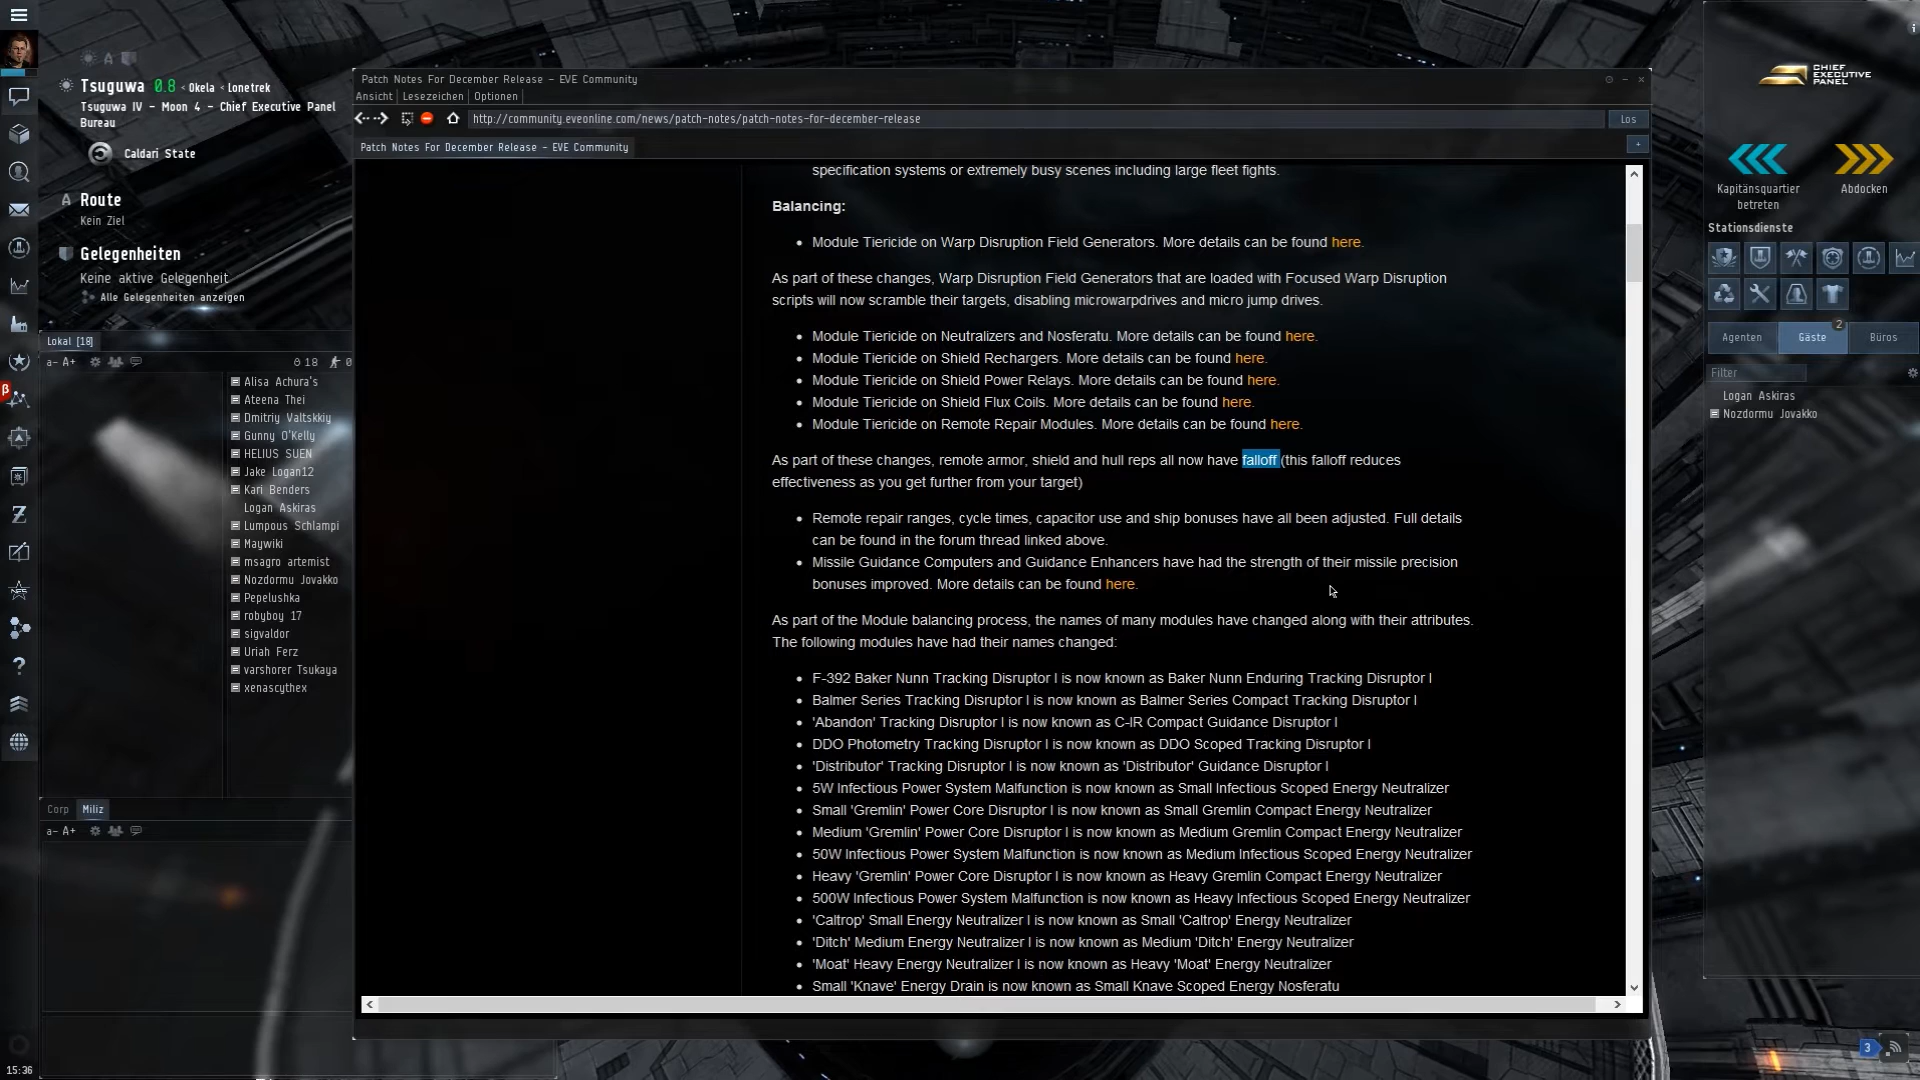 Tsuguwa 0.8 < Okela < Lonetrek
Tsuguwa IV - Moon 4 - Chief Executive Panel
Bureau
Caldari State
Route
Kein Ziel
Gelegenheiten
Keine aktive Gelegenheit
Alle Gelegenheiten anzeigen
Lokal [18]
a- A+
18
0
Alisa Achura's
Ateena Thei
Dmitriy Valtskkiy
Gunny O'Kelly
HELIUS SUEN
Jake Logan12
Kari Benders
Logan Askiras
Lumpous Schlampi
Maywiki
msagro artemist
Nozdormu Jovakko
Pepelushka
robyboy 17
sigvaldor
Uriah Ferz
varshorer Tsukaya
xenascythex
Corp Miliz
a- A+
β
15:36
Patch Notes For December Release - EVE Community
Ansicht Lesezeichen Optionen
http://community.eveonline.com/news/patch-notes/patch-notes-for-december-release
Los
Patch Notes For December Release - EVE Community
+
specification systems or extremely busy scenes including large fleet fights.
Balancing:
• Module Tiericide on Warp Disruption Field Generators. More details can be found here.
As part of these changes, Warp Disruption Field Generators that are loaded with Focused Warp Disruption
scripts will now scramble their targets, disabling microwarpdrives and micro jump drives.
• Module Tiericide on Neutralizers and Nosferatu. More details can be found here.
• Module Tiericide on Shield Rechargers. More details can be found here.
• Module Tiericide on Shield Power Relays. More details can be found here.
• Module Tiericide on Shield Flux Coils. More details can be found here.
• Module Tiericide on Remote Repair Modules. More details can be found here.
As part of these changes, remote armor, shield and hull reps all now have falloff (this falloff reduces
effectiveness as you get further from your target)
• Remote repair ranges, cycle times, capacitor use and ship bonuses have all been adjusted. Full details
can be found in the forum thread linked above.
• Missile Guidance Computers and Guidance Enhancers have had the strength of their missile precision
bonuses improved. More details can be found here.
As part of the Module balancing process, the names of many modules have changed along with their attributes.
The following modules have had their names changed:
• F-392 Baker Nunn Tracking Disruptor I is now known as Baker Nunn Enduring Tracking Disruptor I
• Balmer Series Tracking Disruptor I is now known as Balmer Series Compact Tracking Disruptor I
• 'Abandon' Tracking Disruptor I is now known as C-IR Compact Guidance Disruptor I
• DDO Photometry Tracking Disruptor I is now known as DDO Scoped Tracking Disruptor I
• 'Distributor' Tracking Disruptor I is now known as 'Distributor' Guidance Disruptor I
• 5W Infectious Power System Malfunction is now known as Small Infectious Scoped Energy Neutralizer
• Small 'Gremlin' Power Core Disruptor I is now known as Small Gremlin Compact Energy Neutralizer
• Medium 'Gremlin' Power Core Disruptor I is now known as Medium Gremlin Compact Energy Neutralizer
• 50W Infectious Power System Malfunction is now known as Medium Infectious Scoped Energy Neutralizer
• Heavy 'Gremlin' Power Core Disruptor I is now known as Heavy Gremlin Compact Energy Neutralizer
• 500W Infectious Power System Malfunction is now known as Heavy Infectious Scoped Energy Neutralizer
• 'Caltrop' Small Energy Neutralizer I is now known as Small 'Caltrop' Energy Neutralizer
• 'Ditch' Medium Energy Neutralizer I is now known as Medium 'Ditch' Energy Neutralizer
• 'Moat' Heavy Energy Neutralizer I is now known as Heavy 'Moat' Energy Neutralizer
• Small 'Knave' Energy Drain is now known as Small Knave Scoped Energy Nosferatu
CHIEF
EXECUTIVE
PANEL
Kapitänsquartier
betreten
Abdocken
Stationsdienste
Agenten
Gäste
2
Büros
Filter
Logan Askiras
Nozdormu Jovakko
3